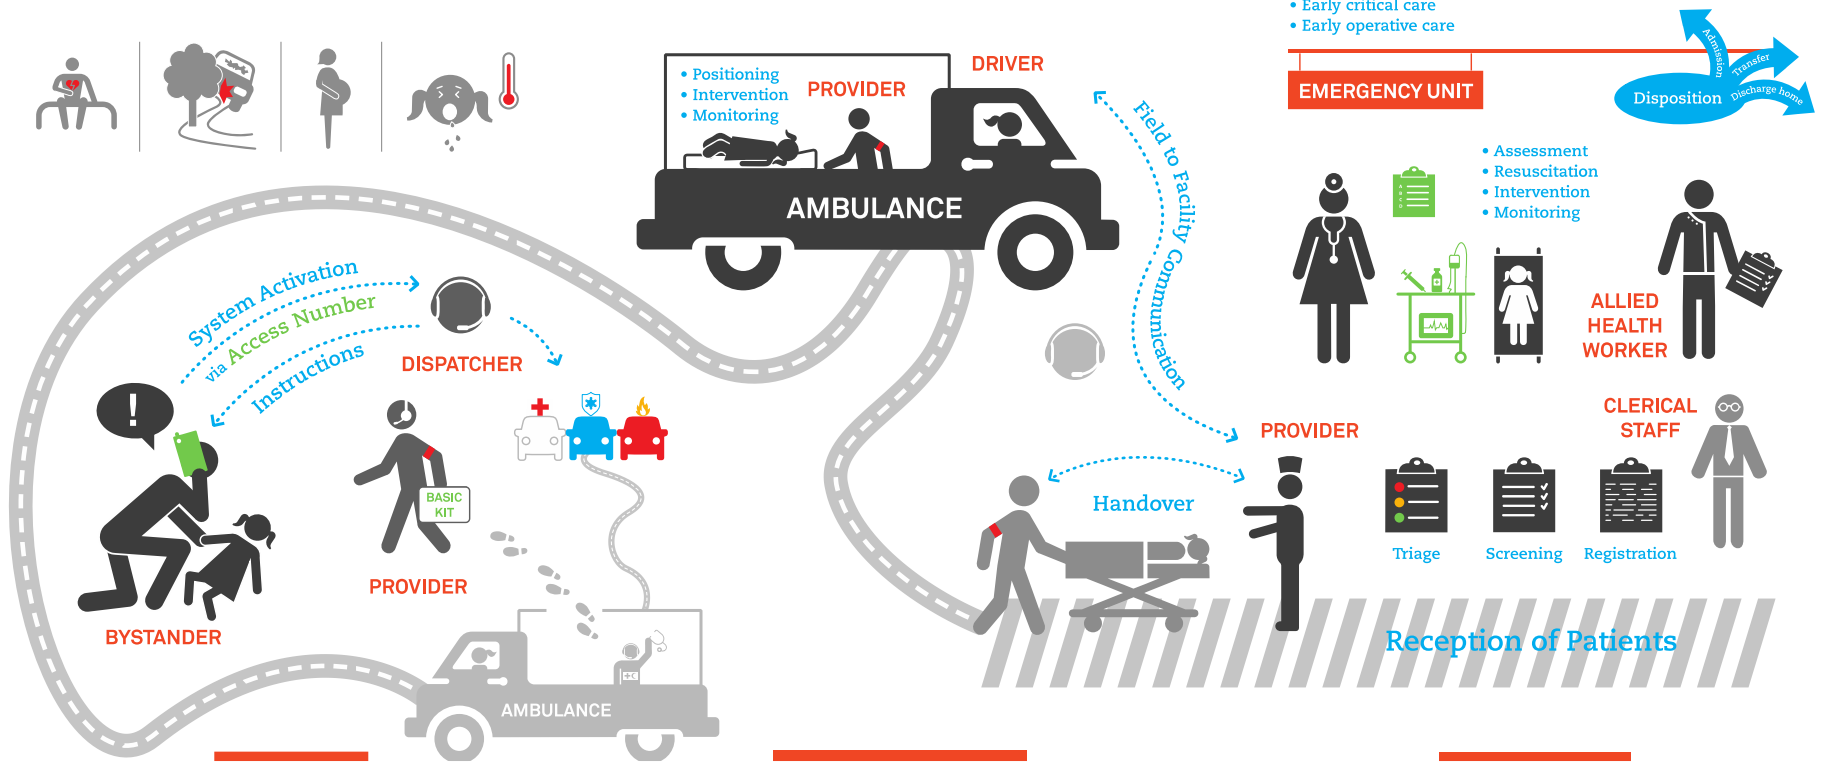 • Early critical care
• Early operative care
Admission
Transfer
Discharge home
Disposition
EMERGENCY UNIT
DRIVER
• Positioning
• Intervention
• Monitoring
PROVIDER
AMBULANCE
Field to Facility Communication
• Assessment
• Resuscitation
• Intervention
• Monitoring
A
B
C
D
ALLIED
HEALTH
WORKER
System Activation
via Access Number
Instructions
DISPATCHER
!
BASIC
KIT
PROVIDER
BYSTANDER
AMBULANCE
Handover
PROVIDER
CLERICAL
STAFF
Triage
Screening
Registration
Reception of Patients